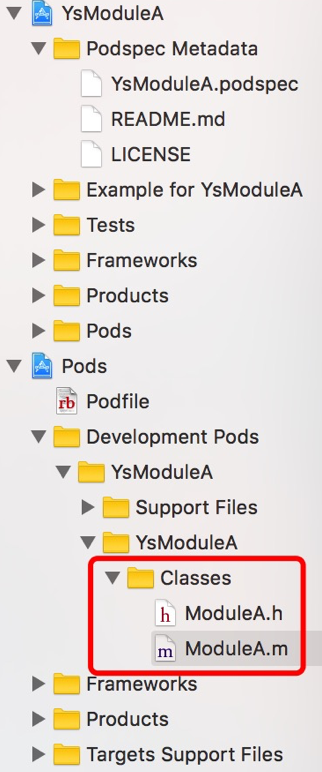 YsModuleA
Podspec Metadata
YsModuleA.podspec
README.md
LICENSE
Example for YsModuleA
Tests
Frameworks
Products
Pods
Pods
rb Podfile
Development Pods
YsModuleA
Support Files
YsModuleA
Classes
h ModuleA.h
m ModuleA.m
Frameworks
Products
Targets Support Files